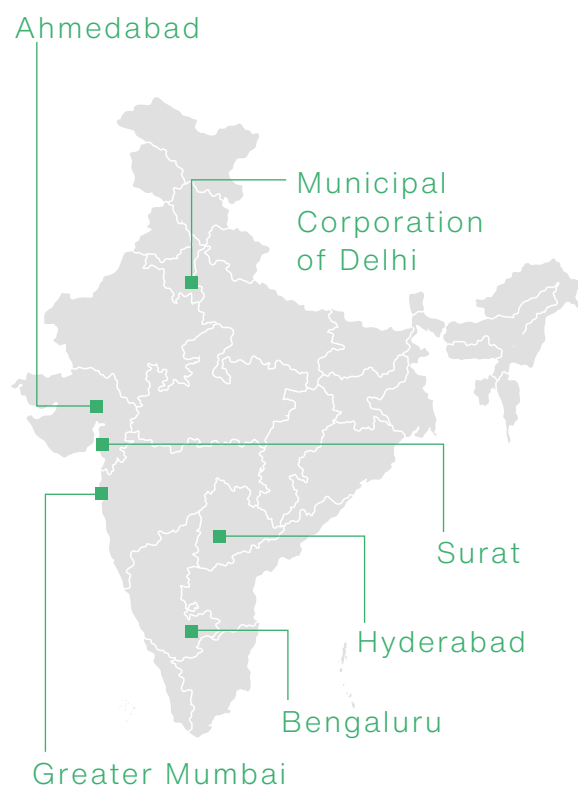 Ahmedabad
Municipal
Corporation
of Delhi
Surat
Hyderabad
Bengaluru
Greater Mumbai